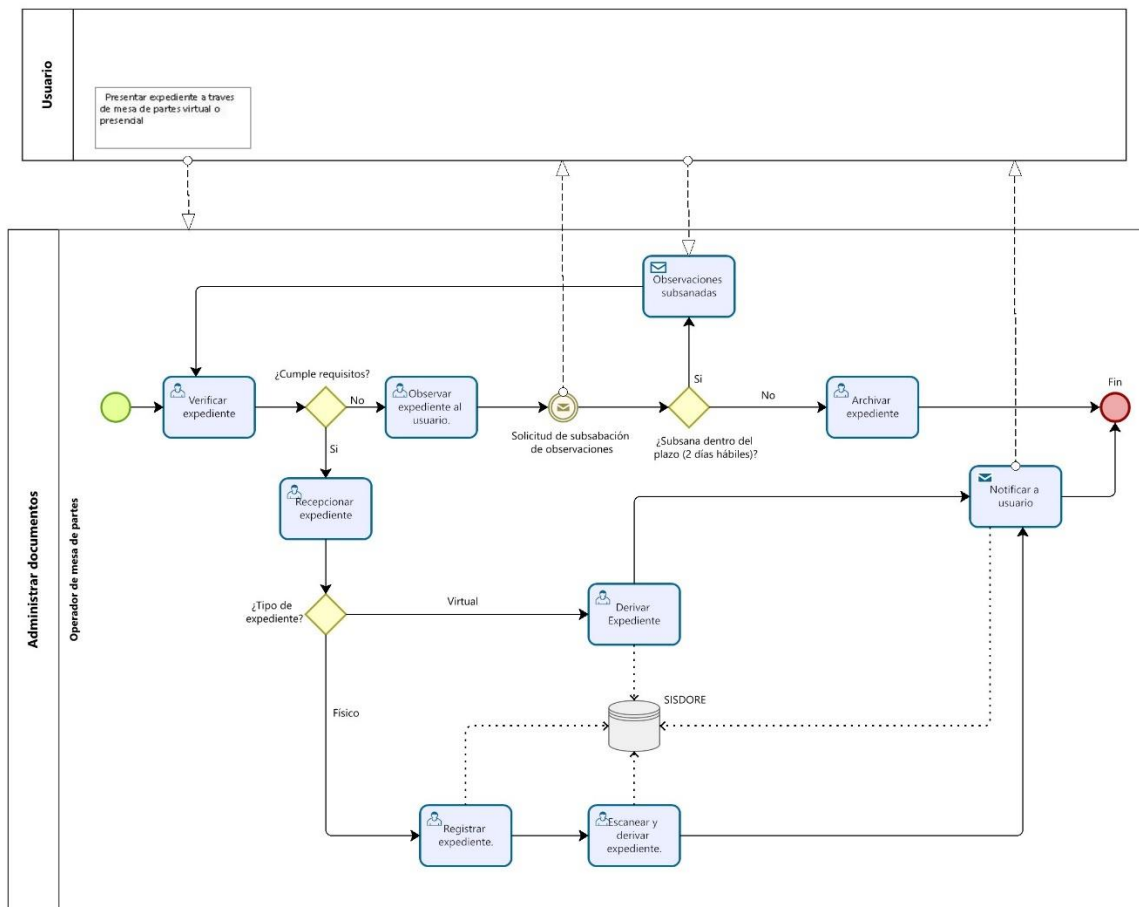 Usuario
Presentar expediente a traves
de mesa de partes virtual o
presencial
Administrar documentos
Operador de mesa de partes
Observaciones
subsanadas
¿Cumple requisitos?
Verificar
expediente
No
Observar
expediente al
usuario.
Solicitud de subsabación
de observaciones
Si
¿Subsana dentro del
plazo (2 días hábiles)?
No
Archivar
expediente
Fin
Si
Recepcionar
expediente
Notificar a
usuario
¿Tipo de
expediente?
Virtual
Derivar
Expediente
SISDORE
Físico
Registrar
expediente.
Escanear y
derivar
expediente.